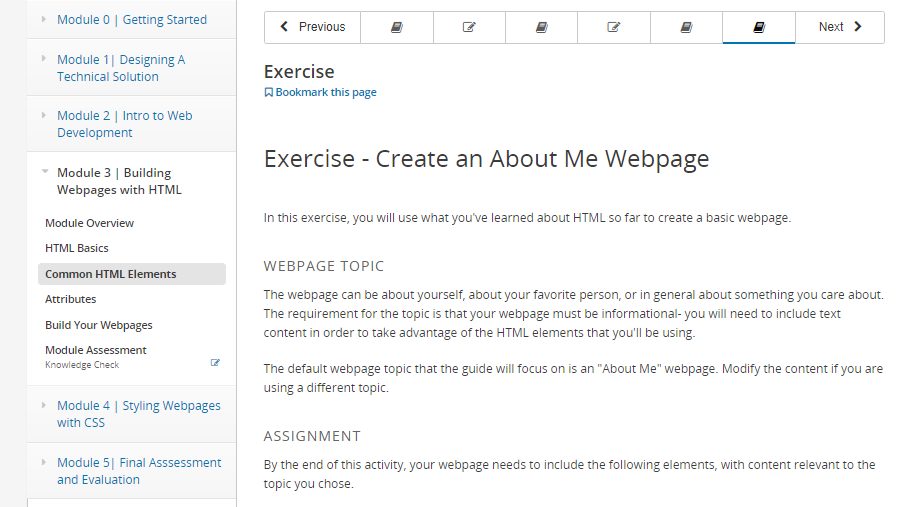 Module 0 | Getting Started
Module 1| Designing A
Technical Solution
Module 2 | Intro to Web
Development
Module 3 | Building
Webpages with HTML
Module Overview
HTML Basics
Common HTML Elements
Attributes
Build Your Webpages
Module Assessment
Knowledge Check
Module 4 | Styling Webpages
with CSS
Module 5| Final Asssessment
and Evaluation
Previous
Next
Exercise
Bookmark this page
Exercise - Create an About Me Webpage
In this exercise, you will use what you've learned about HTML so far to create a basic webpage.
WEBPAGE TOPIC
The webpage can be about yourself, about your favorite person, or in general about something you care about.
The requirement for the topic is that your webpage must be informational- you will need to include text
content in order to take advantage of the HTML elements that you'll be using.
The default webpage topic that the guide will focus on is an "About Me" webpage. Modify the content if you are
using a different topic.
ASSIGNMENT
By the end of this activity, your webpage needs to include the following elements, with content relevant to the
topic you chose.